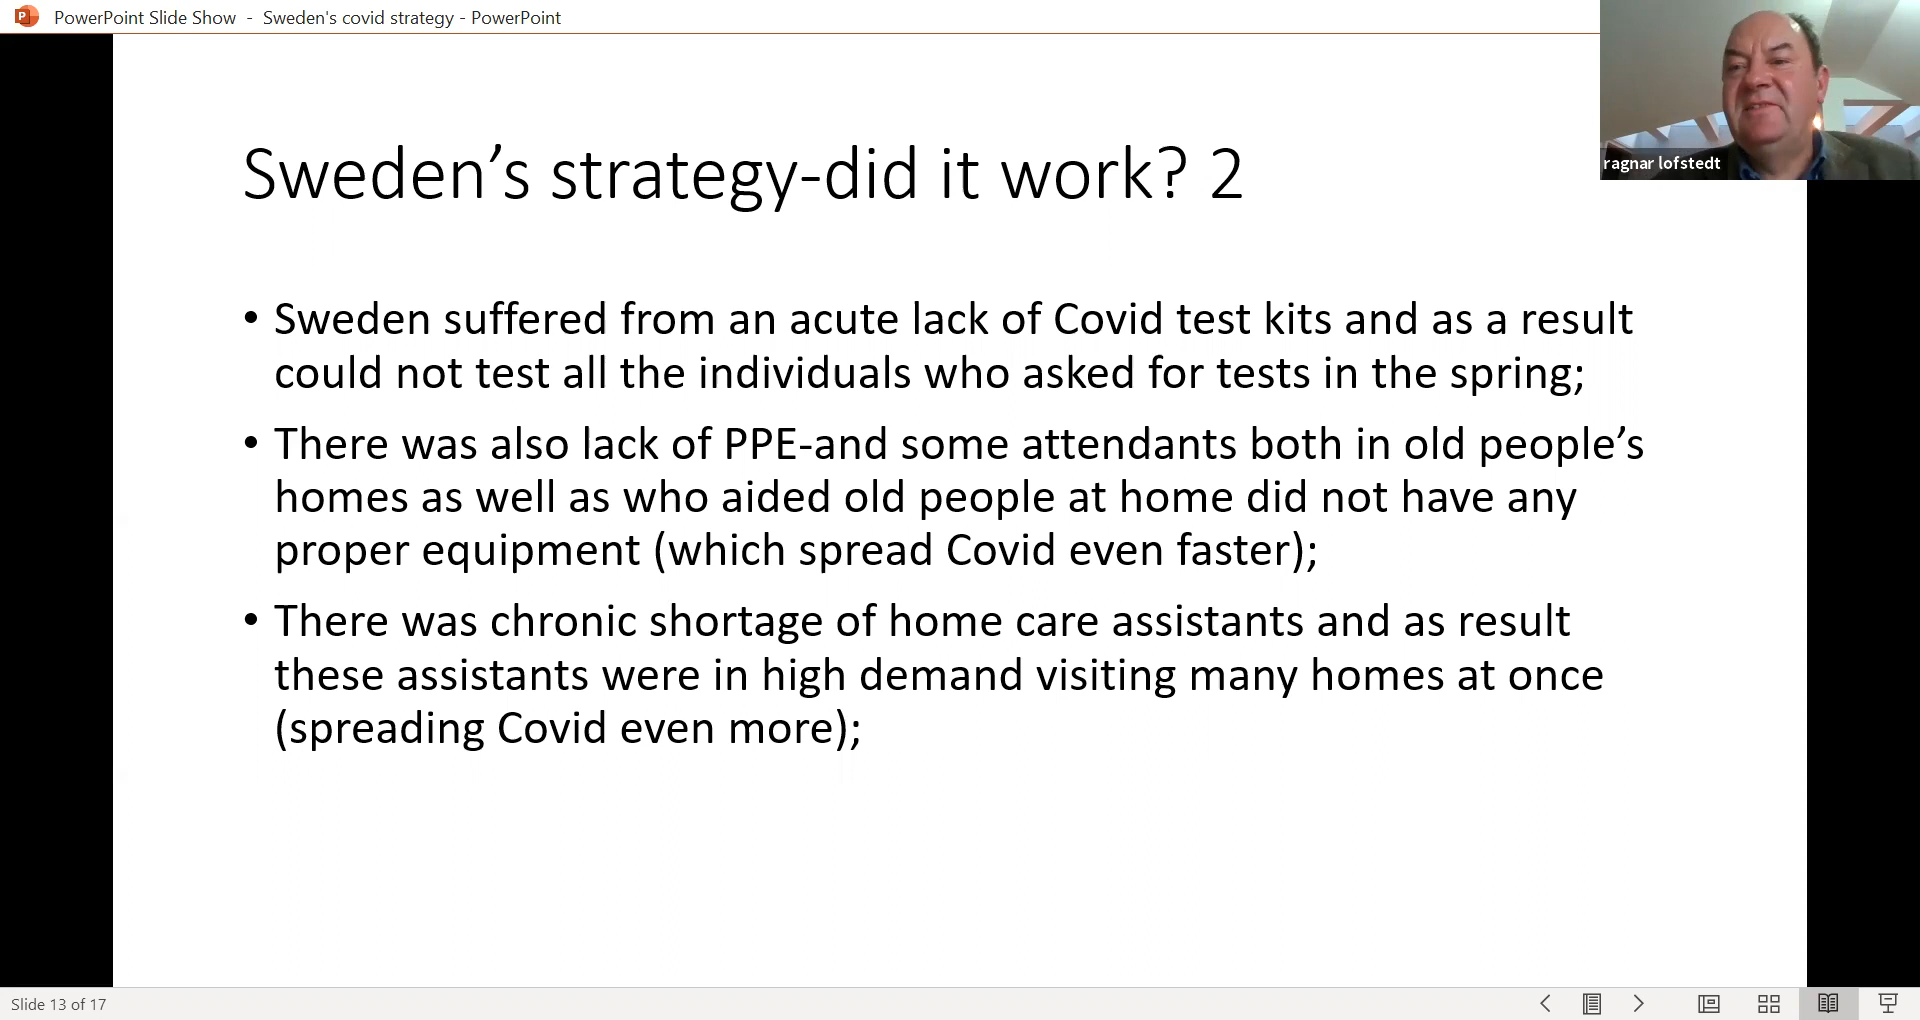 PowerPoint Slide Show - Sweden's covid strategy - PowerPoint
ragnar lofstedt
Sweden’s strategy-did it work? 2
• Sweden suffered from an acute lack of Covid test kits and as a result
could not test all the individuals who asked for tests in the spring;
• There was also lack of PPE-and some attendants both in old people’s
homes as well as who aided old people at home did not have any
proper equipment (which spread Covid even faster);
• There was chronic shortage of home care assistants and as result
these assistants were in high demand visiting many homes at once
(spreading Covid even more);
Slide 13 of 17